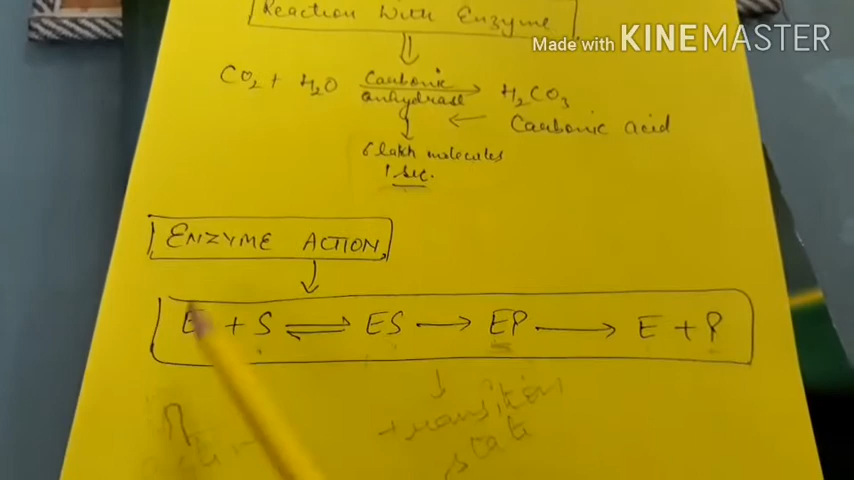 Reaction With Enzyme
Made with KINEMASTER
CO₂ + H₂O Carbonic anhydrase → H₂CO₃
← Carbonic acid
6 lakh molecules
1 sec.
ENZYME ACTION
E + S ⇌ ES → EP → E + P
transition
state